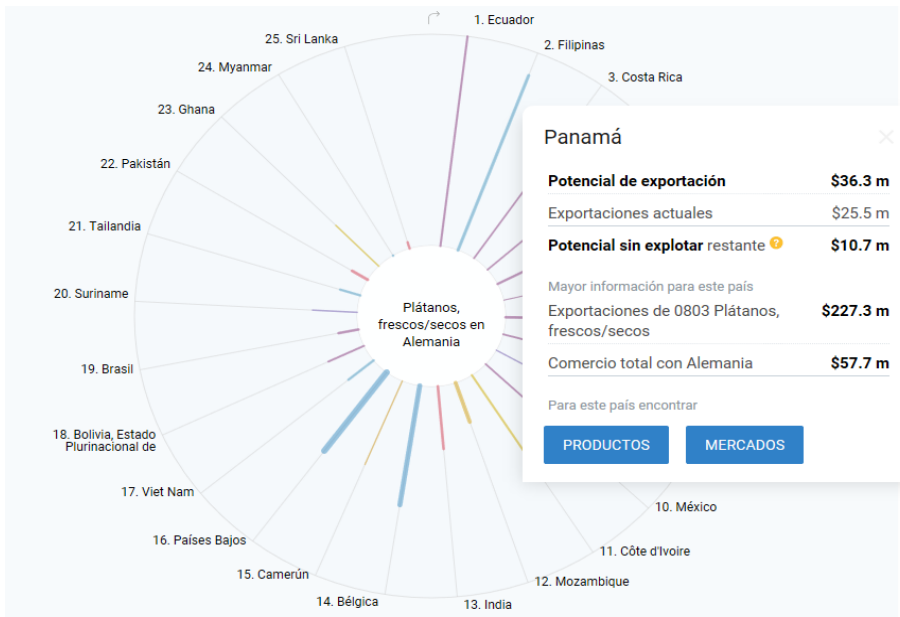 1. Ecuador
2. Filipinas
3. Costa Rica
10. México
11. Côte d'Ivoire
12. Mozambique
13. India
14. Bélgica
15. Camerún
16. Países Bajos
17. Viet Nam
18. Bolivia, Estado
Plurinacional de
19. Brasil
20. Suriname
21. Tailandia
22. Pakistán
23. Ghana
24. Myanmar
25. Sri Lanka
Plátanos,
frescos/secos en
Alemania
Panamá
Potencial de exportación $36.3 m
Exportaciones actuales $25.5 m
Potencial sin explotar restante ? $10.7 m
Mayor información para este país
Exportaciones de 0803 Plátanos, $227.3 m
frescos/secos
Comercio total con Alemania $57.7 m
Para este país encontrar
PRODUCTOS
MERCADOS